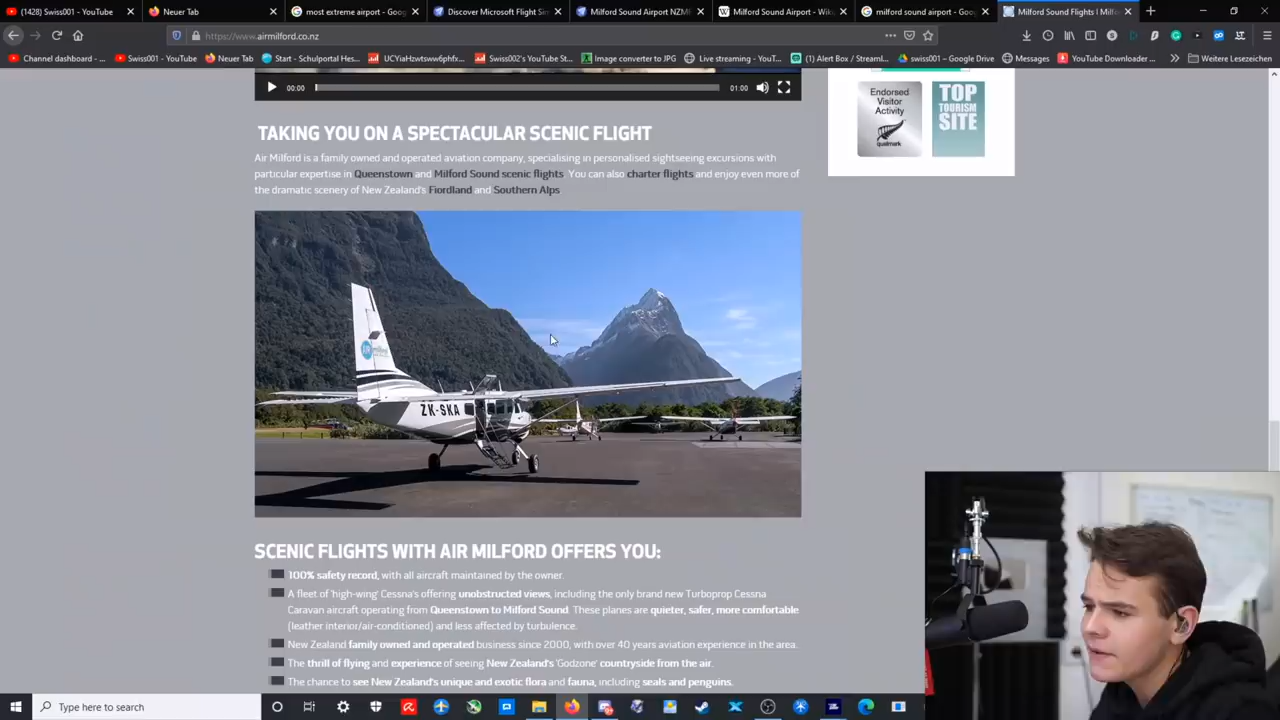 (1428) Swiss001 - YouTube
Neuer Tab
most extreme airport - Goog
Discover Microsoft Flight Sim
Milford Sound Airport NZMF
Milford Sound Airport - Wiki
milford sound airport - Goog
Milford Sound Flights | Milf
https://www.airmilford.co.nz
Channel dashboard - ...
Swiss001 - YouTube
Neuer Tab
Start - Schulportal Hes...
UCYiaHzwtsww6phfx...
Swiss002's YouTube St...
Image converter to JPG
Live streaming - YouT...
(1) Alert Box / Streaml...
swiss001 – Google Drive
Messages
YouTube Downloader ...
Weitere Lesezeichen
00:00
01:00
Endorsed
Visitor
Activity
qualmark
TOP
TOURISM
SITE
TAKING YOU ON A SPECTACULAR SCENIC FLIGHT
Air Milford is a family owned and operated aviation company, specialising in personalised sightseeing excursions with
particular expertise in Queenstown and Milford Sound scenic flights. You can also charter flights and enjoy even more of
the dramatic scenery of New Zealand's Fiordland and Southern Alps.
ZK-SKA
SCENIC FLIGHTS WITH AIR MILFORD OFFERS YOU:
100% safety record, with all aircraft maintained by the owner.
A fleet of 'high-wing' Cessna's offering unobstructed views, including the only brand new Turboprop Cessna
Caravan aircraft operating from Queenstown to Milford Sound. These planes are quieter, safer, more comfortable
(leather interior/air-conditioned) and less affected by turbulence.
New Zealand family owned and operated business since 2000, with over 40 years aviation experience in the area.
The thrill of flying and experience of seeing New Zealand's 'Godzone' countryside from the air.
The chance to see New Zealand's unique and exotic flora and fauna, including seals and penguins.
Type here to search